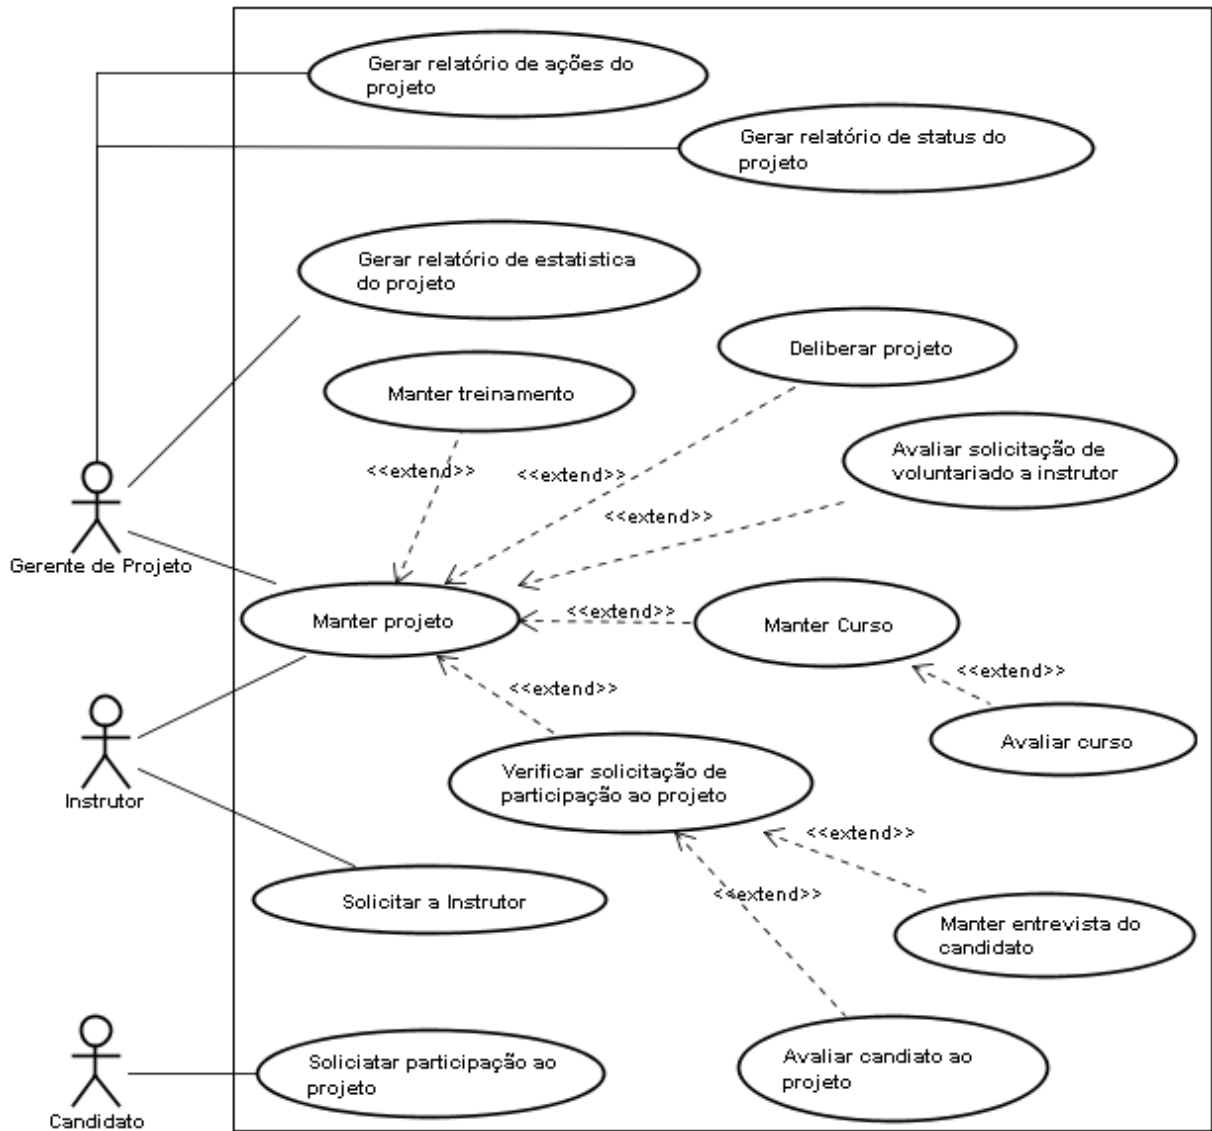 Gerar relatório de ações do
projeto
Gerar relatório de status do
projeto
Gerar relatório de estatistica
do projeto
Deliberar projeto
Manter treinamento
Avaliar solicitação de
voluntariado a instrutor
<<extend>>
<<extend>>
<<extend>>
Gerente de Projeto
Manter projeto
<<extend>>
Manter Curso
<<extend>>
<<extend>>
Avaliar curso
Verificar solicitação de
participação ao projeto
Instrutor
<<extend>>
<<extend>>
Solicitar a Instrutor
Manter entrevista do
candidato
Soliciatar participação ao
projeto
Avaliar candiato ao
projeto
Candidato